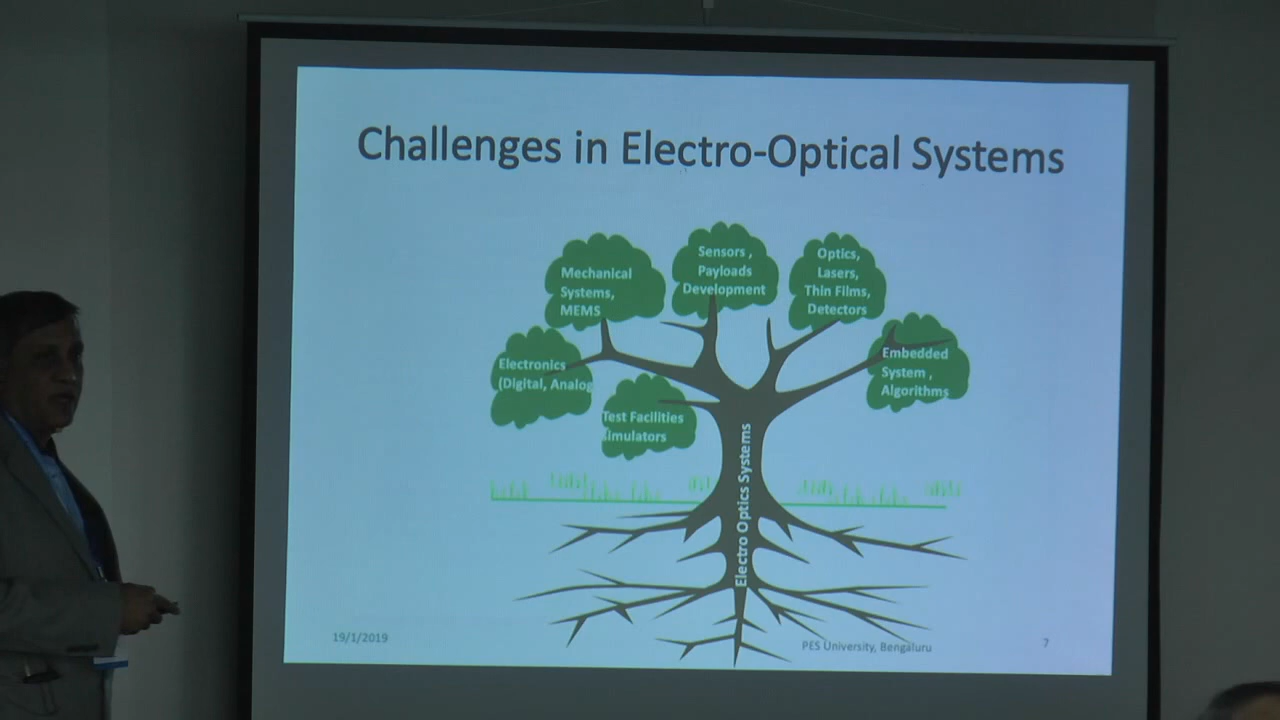 Challenges in Electro-Optical Systems
Mechanical
Systems,
MEMS
Sensors ,
Payloads
Development
Optics,
Lasers,
Thin Films,
Detectors
Electronics
(Digital, Analog
Test Facilities
Simulators
Embedded
System ,
Algorithms
Electro Optics Systems
19/1/2019
PES University, Bengaluru
7